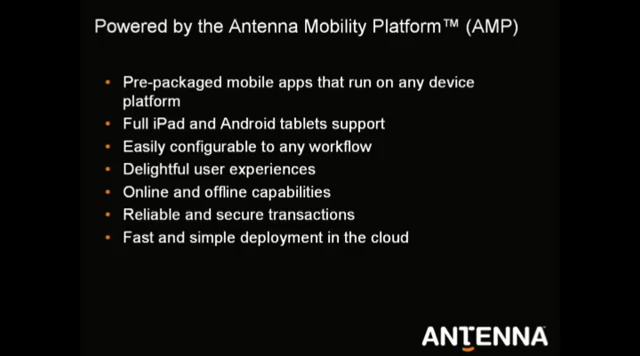 Powered by the Antenna Mobility Platform™ (AMP)
• Pre-packaged mobile apps that run on any device
platform
• Full iPad and Android tablets support
• Easily configurable to any workflow
• Delightful user experiences
• Online and offline capabilities
• Reliable and secure transactions
• Fast and simple deployment in the cloud
ANTENNA